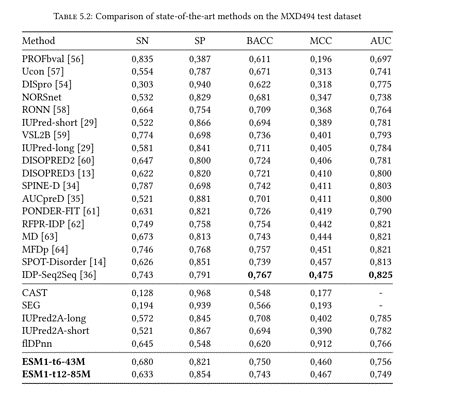 TABLE 5.2: Comparison of state-of-the-art methods on the MXD494 test dataset
Method SN SP BACC MCC AUC
PROFbval [56] 0,835 0,387 0,611 0,196 0,697
Ucon [57] 0,554 0,787 0,671 0,313 0,741
DISpro [54] 0,303 0,940 0,622 0,318 0,775
NORSnet 0,532 0,829 0,681 0,347 0,738
RONN [58] 0,664 0,754 0,709 0,368 0,764
IUPred-short [29] 0,522 0,866 0,694 0,389 0,781
VSL2B [59] 0,774 0,698 0,736 0,401 0,793
IUPred-long [29] 0,581 0,841 0,711 0,405 0,784
DISOPRED2 [60] 0,647 0,800 0,724 0,406 0,781
DISOPRED3 [13] 0,622 0,820 0,721 0,410 0,800
SPINE-D [34] 0,787 0,698 0,742 0,411 0,803
AUCpreD [35] 0,521 0,881 0,701 0,411 0,800
PONDER-FIT [61] 0,631 0,821 0,726 0,419 0,790
RFPR-IDP [62] 0,749 0,758 0,754 0,442 0,821
MD [63] 0,673 0,813 0,743 0,444 0,821
MFDp [64] 0,746 0,768 0,757 0,451 0,821
SPOT-Disorder [14] 0,626 0,851 0,739 0,457 0,813
IDP-Seq2Seq [36] 0,743 0,791 0,767 0,475 0,825
CAST 0,128 0,968 0,548 0,177 -
SEG 0,194 0,939 0,566 0,193 -
IUPred2A-long 0,572 0,845 0,708 0,402 0,785
IUPred2A-short 0,521 0,867 0,694 0,390 0,782
flDPnn 0,645 0,548 0,620 0,912 0,766
ESM1-t6-43M 0,680 0,821 0,750 0,460 0,756
ESM1-t12-85M 0,633 0,854 0,743 0,467 0,749